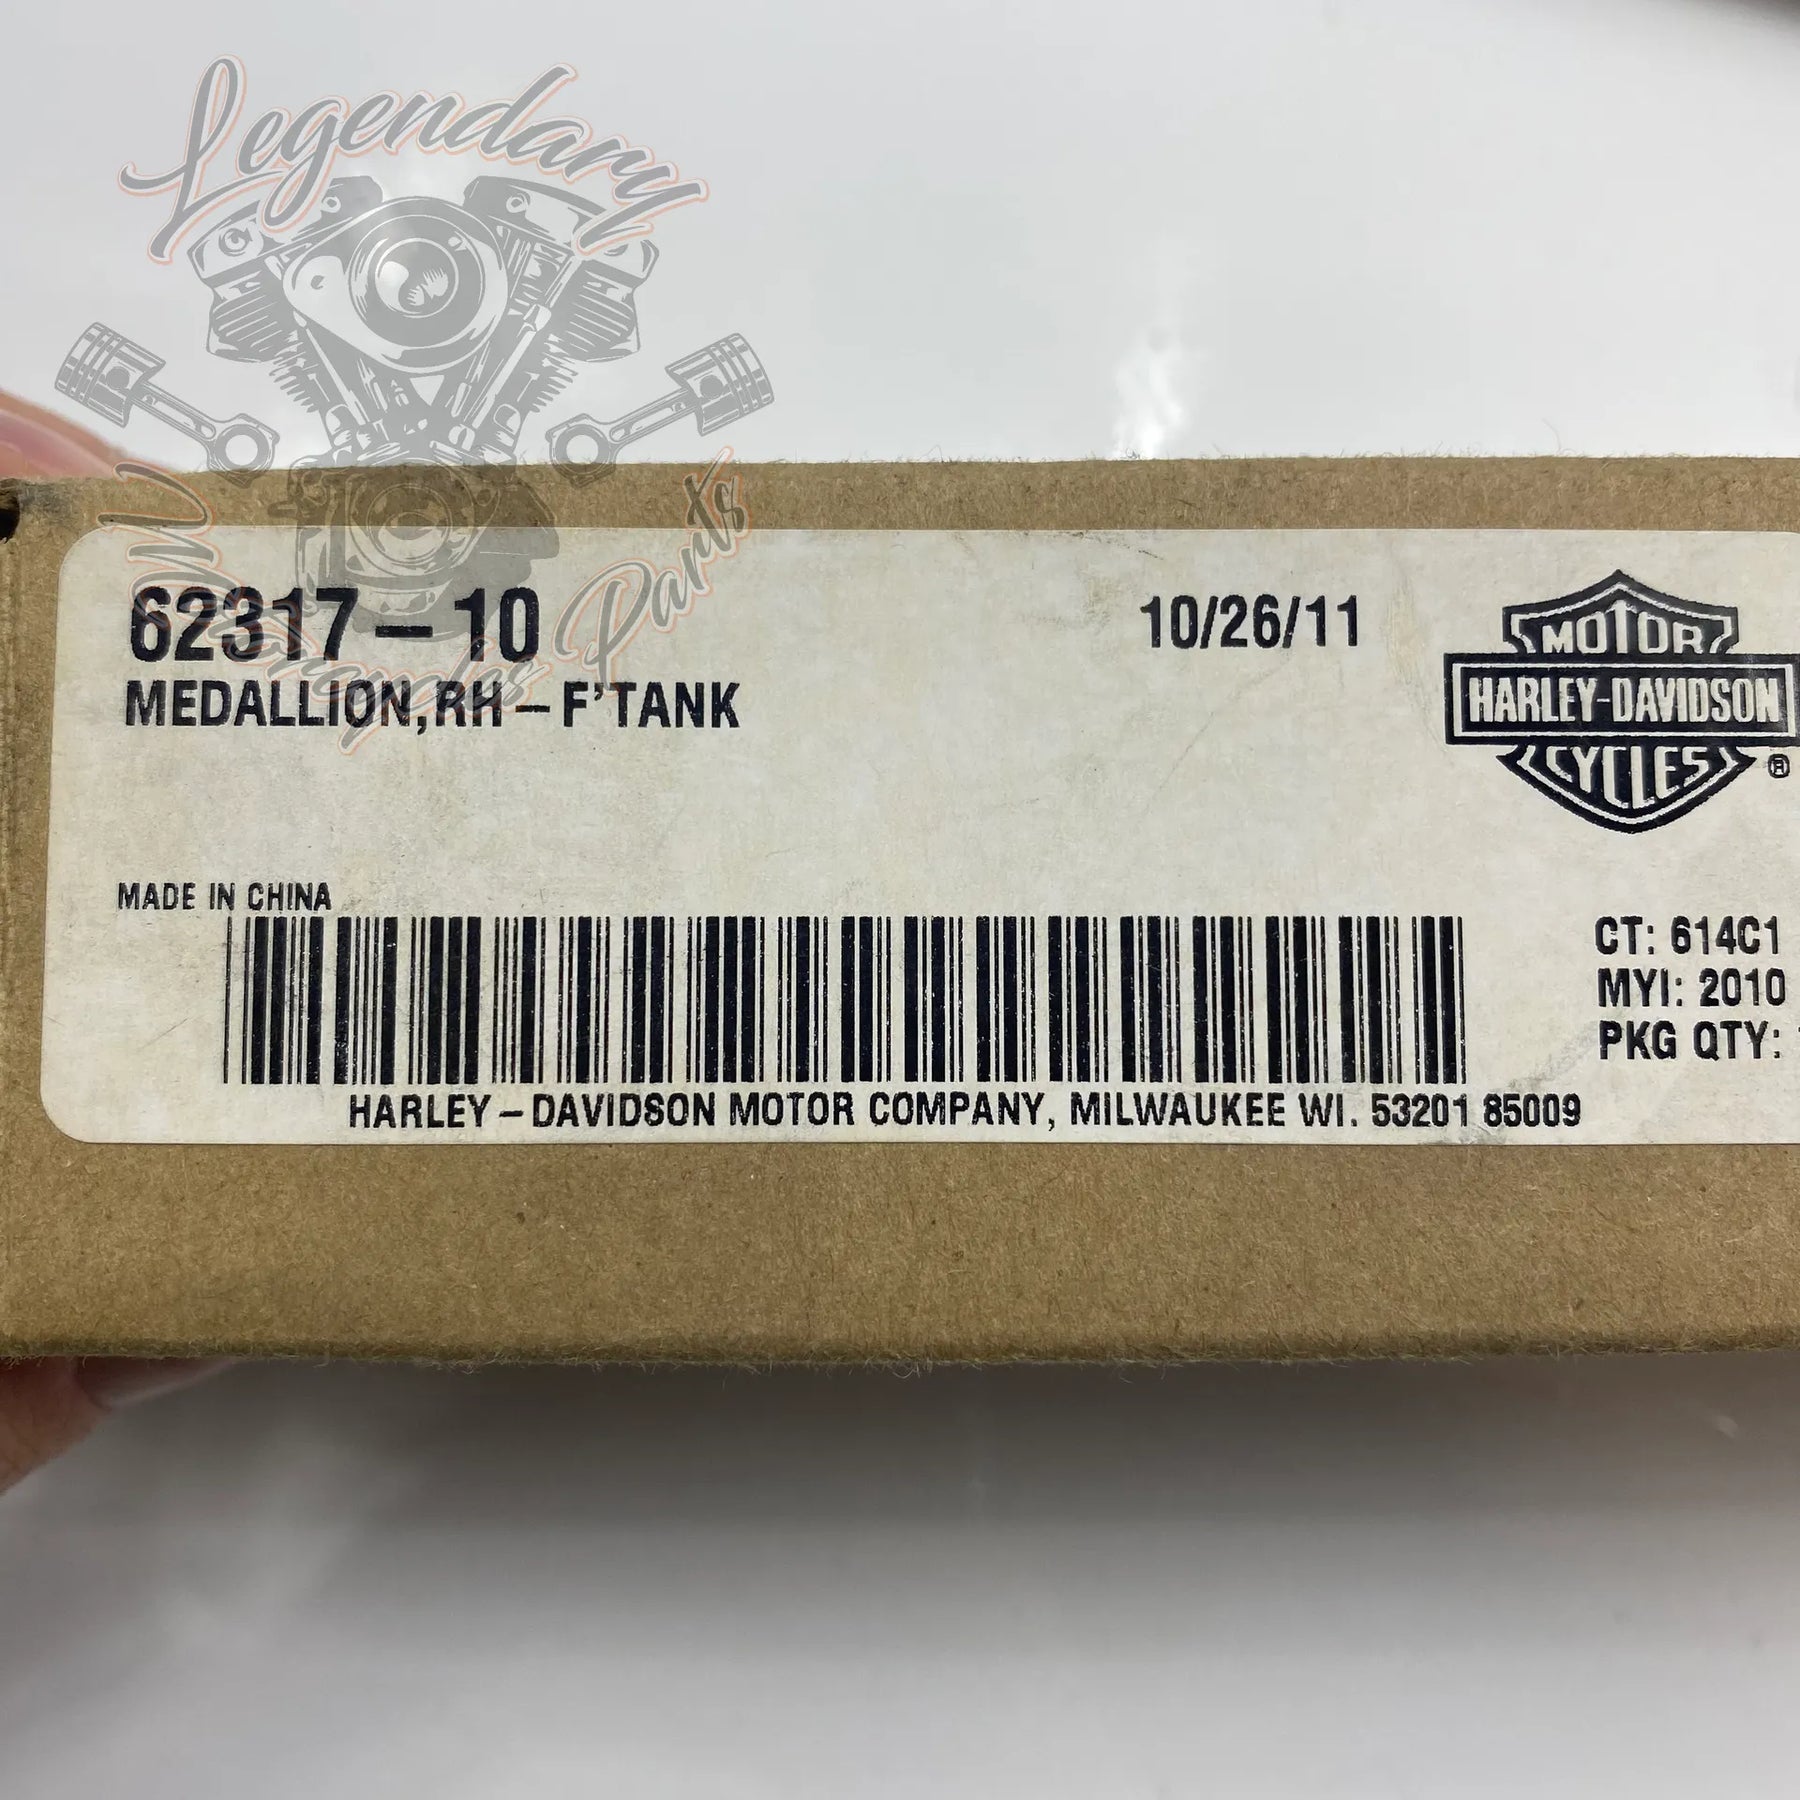 Legendary
Motorcycles Parts
62317-10
10/26/11
MEDALLION,RH-F'TANK
MOTOR
HARLEY-DAVIDSON
CYCLES
®
MADE IN CHINA
CT: 614C1
MYI: 2010
PKG QTY:
HARLEY-DAVIDSON MOTOR COMPANY, MILWAUKEE WI. 53201 85009